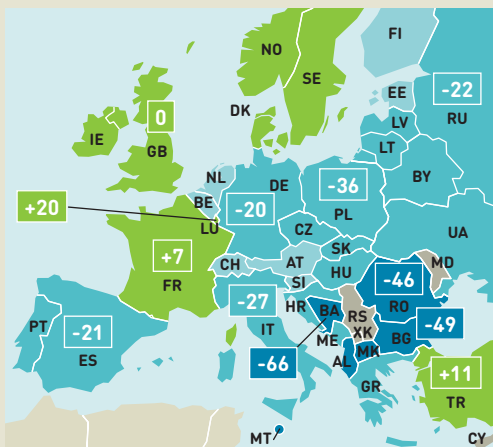 NO
FI
SE
EE
-22
RU
DK
0
LV
IE
GB
LT
NL
BY
BE
DE
-36
+20
-20
PL
LU
CZ
UA
SK
+7
FR
CH
AT
HU
MD
SI
-46
HR
RO
-27
BA
RS
PT
-21
IT
XK
-49
ES
ME
BG
-66
AL
MK
+11
GR
TR
MT
CY